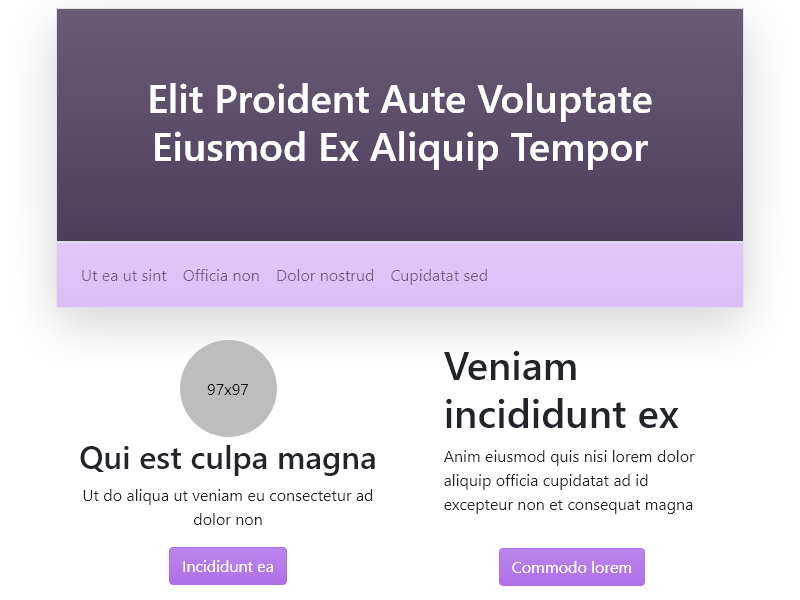 Elit Proident Aute Voluptate
Eiusmod Ex Aliquip Tempor
Ut ea ut sint Officia non Dolor nostrud Cupidatat sed
97x97
Qui est culpa magna
Ut do aliqua ut veniam eu consectetur ad
dolor non
Incididunt ea
Veniam
incididunt ex
Anim eiusmod quis nisi lorem dolor
aliquip officia cupidatat ad id
excepteur non et consequat magna
Commodo lorem